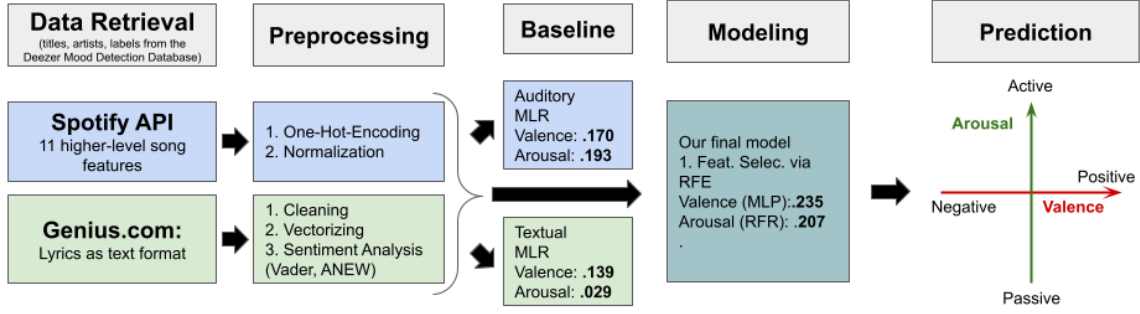 Data Retrieval
(titles, artists, labels from the
Deezer Mood Detection Database)
Preprocessing
Baseline
Modeling
Prediction
Spotify API
11 higher-level song
features
1. One-Hot-Encoding
2. Normalization
Auditory
MLR
Valence: .170
Arousal: .193
Genius.com:
Lyrics as text format
1. Cleaning
2. Vectorizing
3. Sentiment Analysis
(Vader, ANEW)
Textual
MLR
Valence: .139
Arousal: .029
Our final model
1. Feat. Selec. via
RFE
Valence (MLP):.235
Arousal (RFR): .207
.
Active
Arousal
Positive
Negative
Valence
Passive